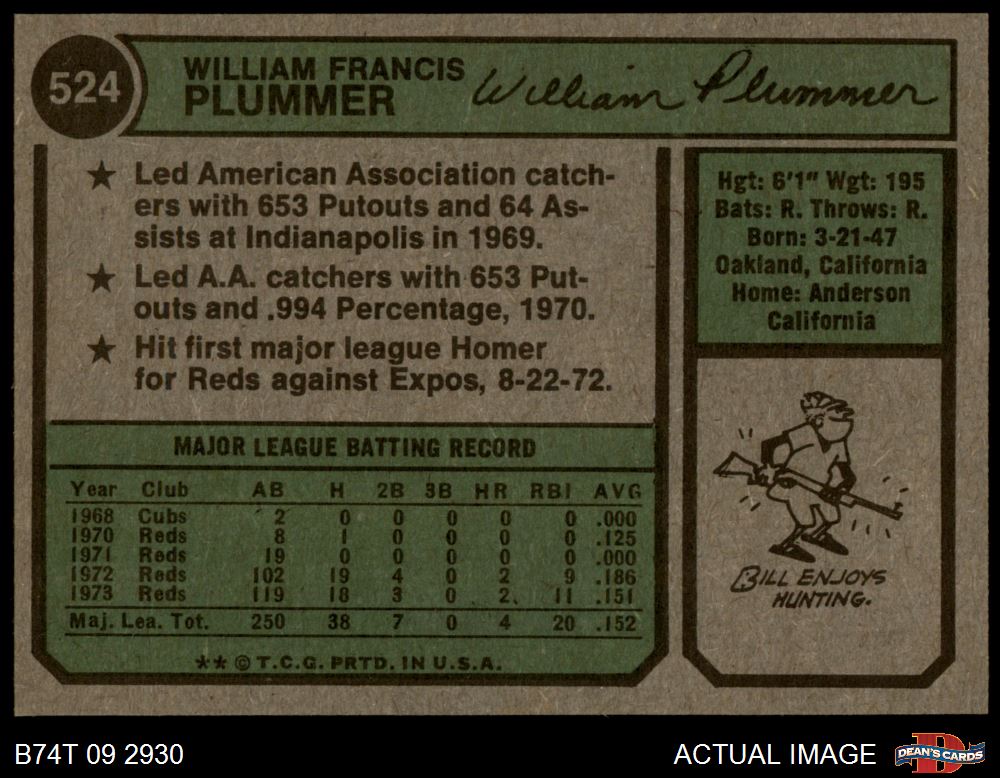 524
WILLIAM FRANCIS
PLUMMER
William Plummer
★ Led American Association catch-
ers with 653 Putouts and 64 As-
sists at Indianapolis in 1969.
★ Led A.A. catchers with 653 Put-
outs and .994 Percentage, 1970.
★ Hit first major league Homer
for Reds against Expos, 8-22-72.
Hgt: 6'1" Wgt: 195
Bats: R. Throws: R.
Born: 3-21-47
Oakland, California
Home: Anderson
California
MAJOR LEAGUE BATTING RECORD
Year Club AB H 2B 3B HR RBI AVG
1968 Cubs 2 0 0 0 0 0 .000
1970 Reds 8 1 0 0 0 0 .125
1971 Reds 19 0 0 0 0 0 .000
1972 Reds 102 19 4 0 2 9 .186
1973 Reds 119 18 3 0 2 11 .151
Maj. Lea. Tot. 250 38 7 0 4 20 .152
** © T.C.G. PRTD. IN U.S.A.
BILL ENJOYS
HUNTING.
B74T 09 2930
ACTUAL IMAGE
D
DEAN'S CARDS